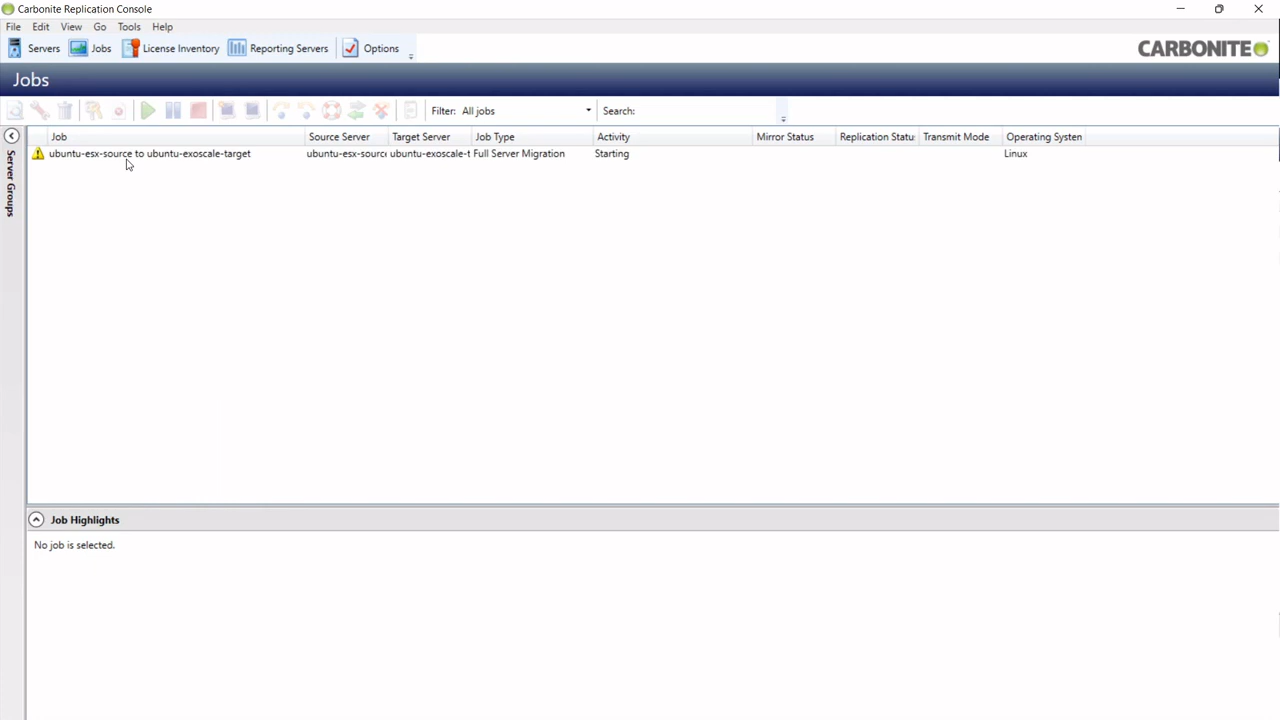 Carbonite Replication Console
File Edit View Go Tools Help
Servers Jobs License Inventory Reporting Servers Options CARBONITE
Jobs
Filter: All jobs Search:
Job Source Server Target Server Job Type Activity Mirror Status Replication Statu Transmit Mode Operating Systen
ubuntu-esx-source to ubuntu-exoscale-target ubuntu-esx-source ubuntu-exoscale-t Full Server Migration Starting Linux
Server Groups
Job Highlights
No job is selected.